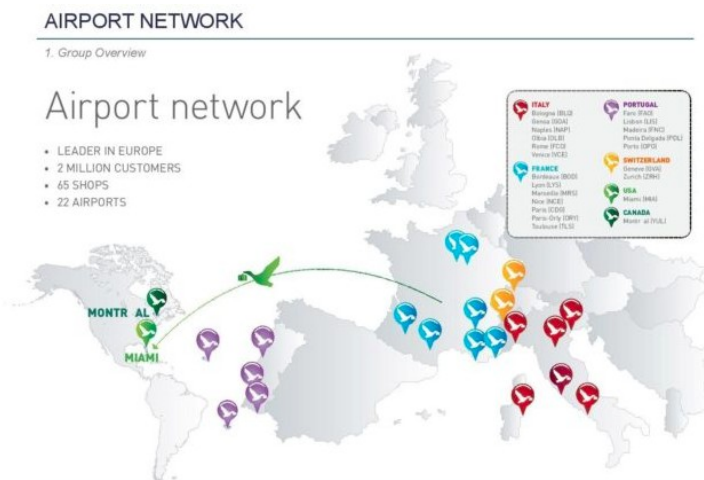 AIRPORT NETWORK
1. Group Overview
Airport network
• LEADER IN EUROPE
• 2 MILLION CUSTOMERS
• 65 SHOPS
• 22 AIRPORTS
ITALY
Bologna (BLQ)
Genoa (GOA)
Naples (NAP)
Olbia (OLB)
Rome (FCO)
Venice (VCE)
FRANCE
Bordeaux (BOD)
Lyon (LYS)
Marseille (MRS)
Nice (NCE)
Paris (CDG)
Paris-Orly (ORY)
Toulouse (TLS)
PORTUGAL
Faro (FAO)
Lisbon (LIS)
Madeira (FNC)
Ponta Delgada (PDL)
Porto (OPO)
SWITZERLAND
Geneva (GVA)
Zurich (ZRH)
USA
Miami (MIA)
CANADA
Montr al (YUL)
MONTR AL
MIAMI